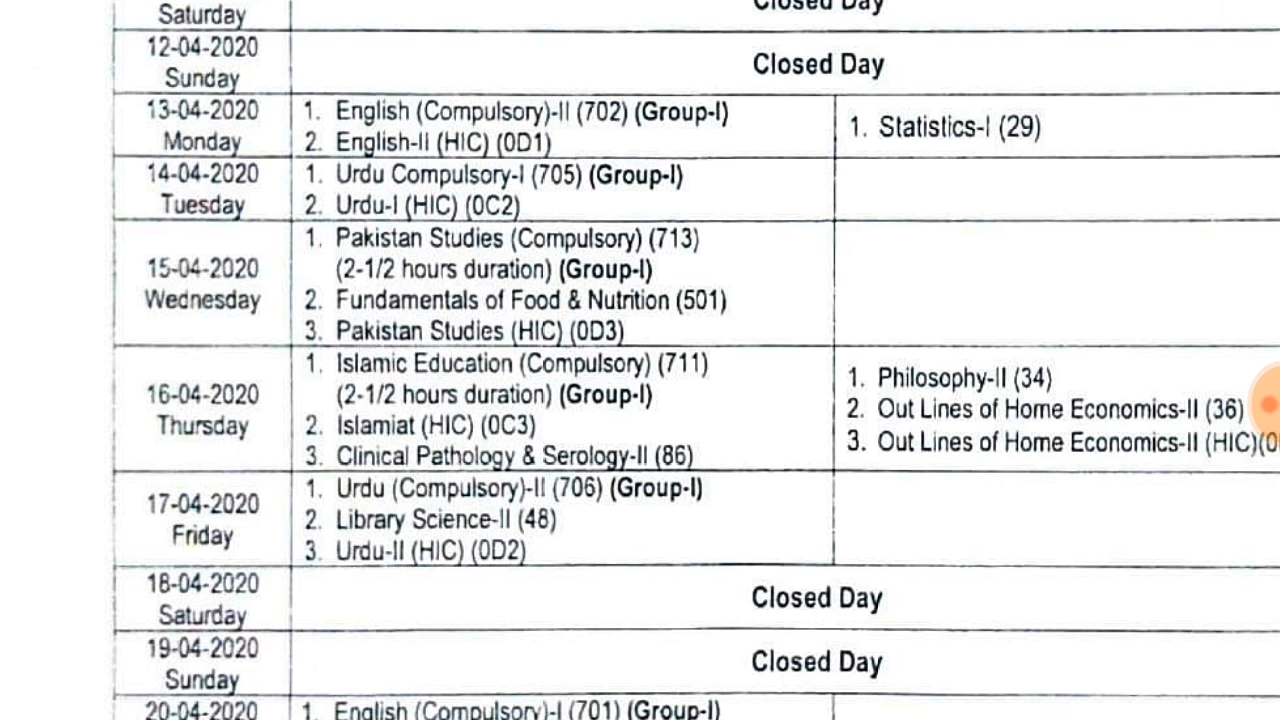 Saturday
Closed Day
12-04-2020
Sunday
Closed Day
13-04-2020
Monday
1. English (Compulsory)-II (702) (Group-I)
2. English-II (HIC) (0D1)
1. Statistics-I (29)
14-04-2020
Tuesday
1. Urdu Compulsory-I (705) (Group-I)
2. Urdu-I (HIC) (0C2)
15-04-2020
Wednesday
1. Pakistan Studies (Compulsory) (713)
(2-1/2 hours duration) (Group-I)
2. Fundamentals of Food & Nutrition (501)
3. Pakistan Studies (HIC) (0D3)
16-04-2020
Thursday
1. Islamic Education (Compulsory) (711)
(2-1/2 hours duration) (Group-I)
2. Islamiat (HIC) (0C3)
3. Clinical Pathology & Serology-II (86)
1. Philosophy-II (34)
2. Out Lines of Home Economics-II (36)
3. Out Lines of Home Economics-II (HIC)
17-04-2020
Friday
1. Urdu (Compulsory)-II (706) (Group-I)
2. Library Science-II (48)
3. Urdu-II (HIC) (0D2)
18-04-2020
Saturday
Closed Day
19-04-2020
Sunday
Closed Day
20-04-2020
1. English (Compulsory)-I (701) (Group-I)